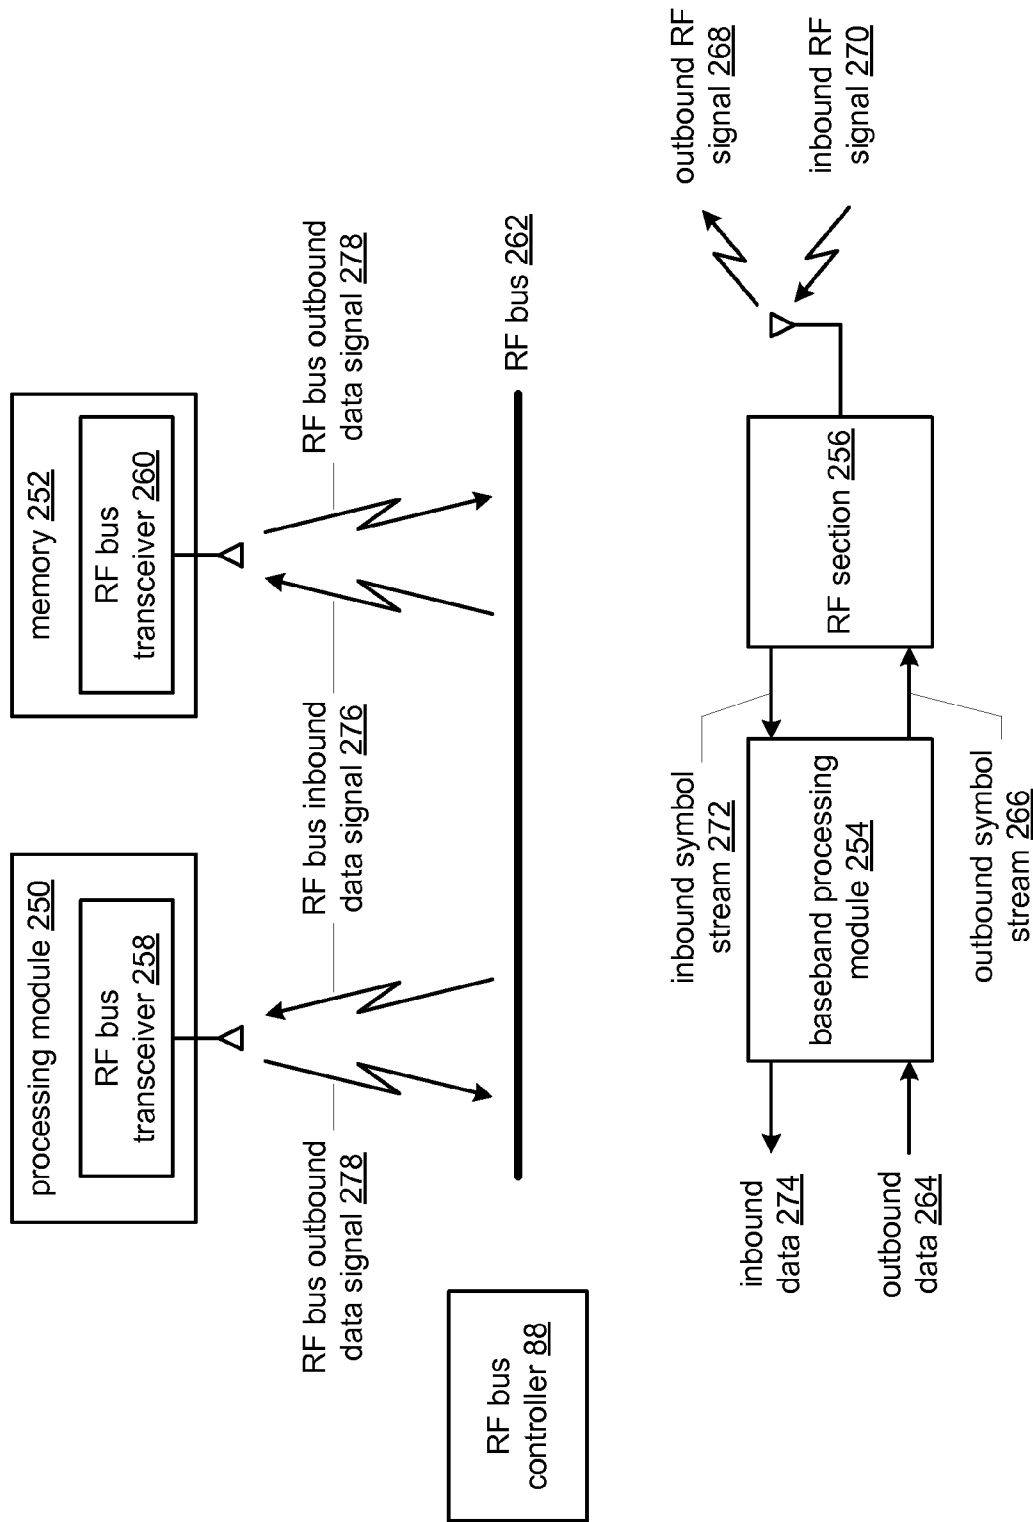 processing module 250
RF bus
transceiver 258
memory 252
RF bus
transceiver 260
RF bus outbound
data signal 278
RF bus inbound
data signal 276
RF bus outbound
data signal 278
RF bus
controller 88
RF bus 262
inbound
data 274
outbound
data 264
baseband processing
module 254
inbound symbol
stream 272
outbound symbol
stream 266
RF section 256
outbound RF
signal 268
inbound RF
signal 270